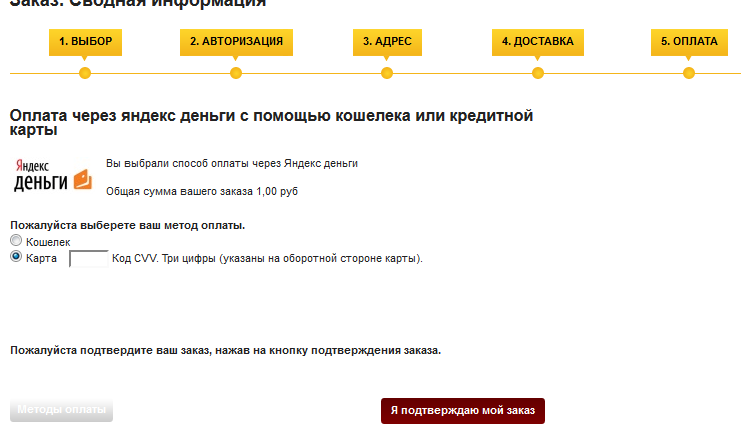 Заказ: Сводная информация
1. ВЫБОР
2. АВТОРИЗАЦИЯ
3. АДРЕС
4. ДОСТАВКА
5. ОПЛАТА
Оплата через яндекс деньги с помощью кошелека или кредитной
карты
Яндекс
деньги
Вы выбрали способ оплаты через Яндекс деньги
Общая сумма вашего заказа 1,00 руб
Пожалуйста выберете ваш метод оплаты.
Кошелек
Карта Код CVV. Три цифры (указаны на оборотной стороне карты).
Пожалуйста подтвердите ваш заказ, нажав на кнопку подтверждения заказа.
Методы оплаты
Я подтверждаю мой заказ